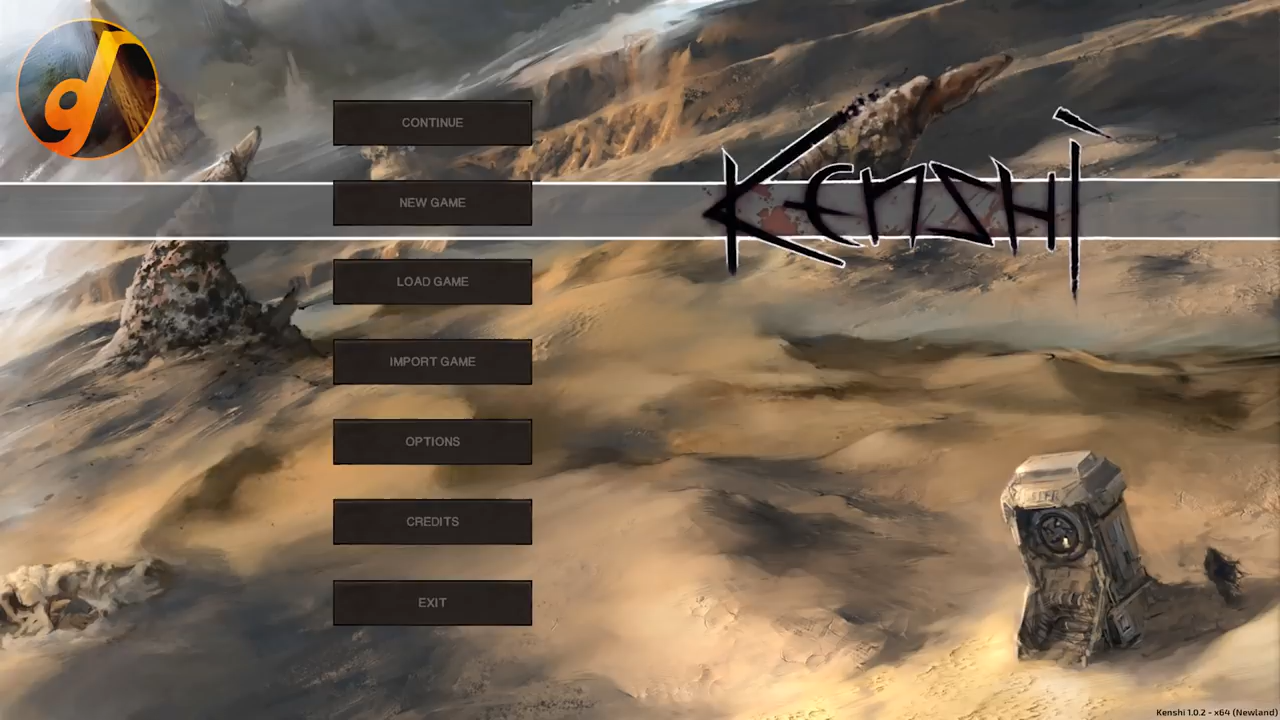 CONTINUE
NEW GAME
Kenshi
LOAD GAME
IMPORT GAME
OPTIONS
CREDITS
EXIT
Kenshi 1.0.2 - x64 (Newland)